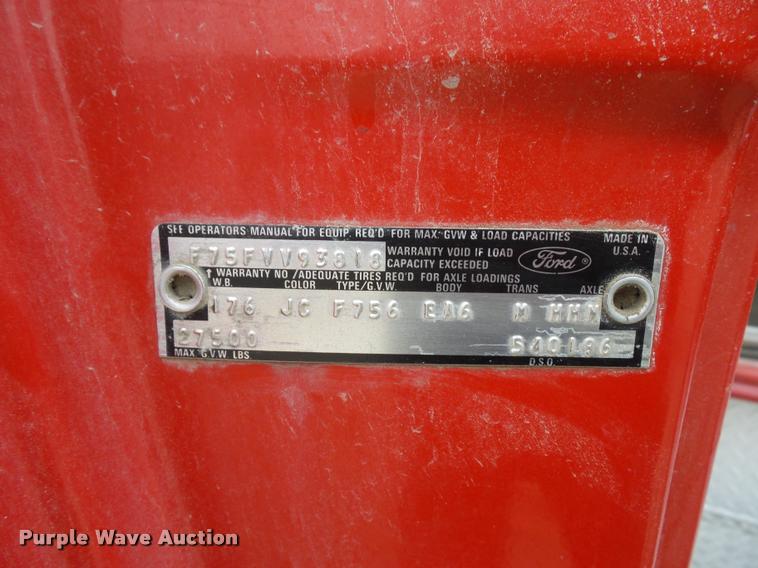 SEE OPERATORS MANUAL FOR EQUIP. REQ'D FOR MAX. GVW & LOAD CAPACITIES
MADE IN U.S.A.
F75FVV93818
WARRANTY VOID IF LOAD CAPACITY EXCEEDED
Ford®
↑ WARRANTY NO /ADEQUATE TIRES REQ'D FOR AXLE LOADINGS
W.B. COLOR TYPE/G.V.W. BODY TRANS AXLE
176 JC F756 EA6 M MMM
27500 540186
MAX G.V.W LBS D.S.O.
Purple Wave Auction